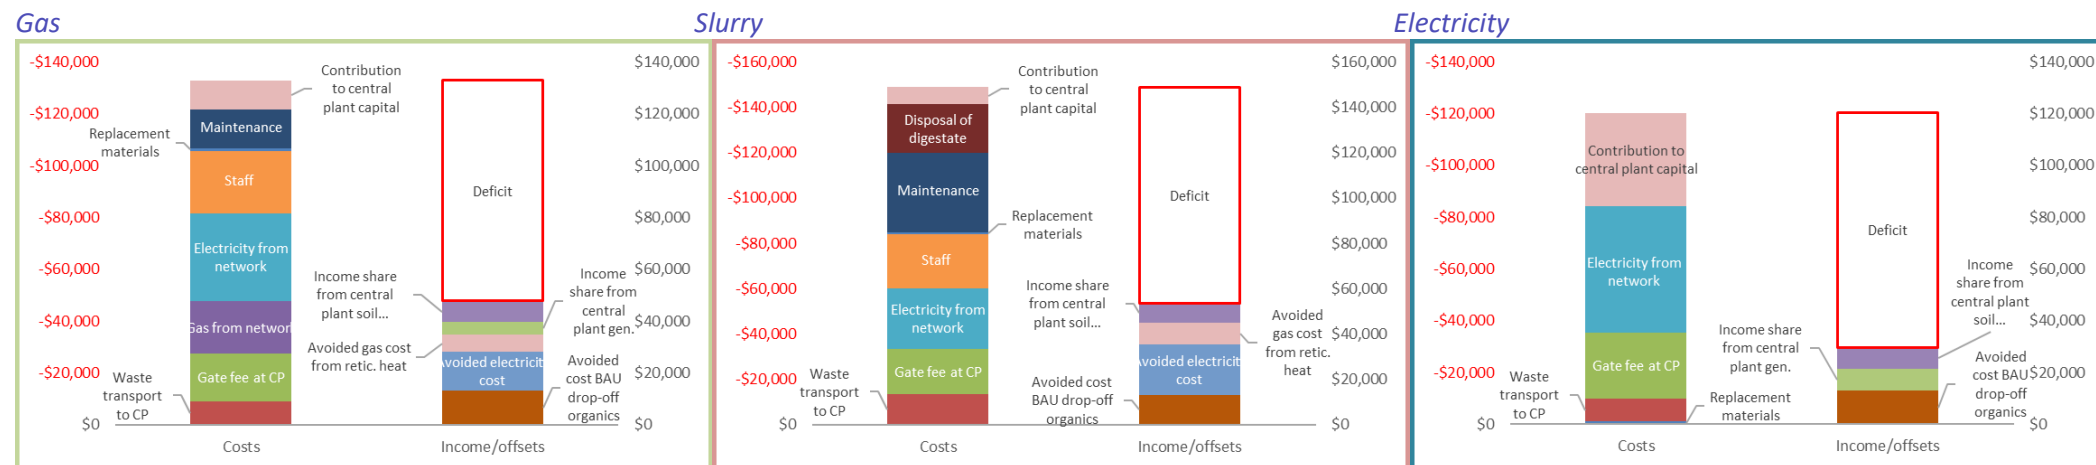 Gas
-$140,000
-$120,000
-$100,000
-$80,000
-$60,000
-$40,000
-$20,000
$0
$140,000
$120,000
$100,000
$80,000
$60,000
$40,000
$20,000
$0
Contribution
to central
plant capital
Maintenance
Replacement
materials
Staff
Electricity from
network
Gas from network
Gate fee at CP
Waste
transport
to CP
Deficit
Income share
from central
plant soil...
Income
share from
central
plant gen.
Avoided gas cost
from retic. heat
Avoided electricit
cost
Avoided
cost BAU
drop-off
organics
Costs
Income/offsets
Slurry
-$160,000
-$140,000
-$120,000
-$100,000
-$80,000
-$60,000
-$40,000
-$20,000
$0
$160,000
$140,000
$120,000
$100,000
$80,000
$60,000
$40,000
$20,000
$0
Contribution
to central
plant capital
Disposal of
digestate
Maintenance
Replacement
materials
Staff
Electricity from
network
Gate fee at CP
Waste
transport
to CP
Deficit
Income share
from central
plant soil...
Avoided
gas cost
from retic.
heat
Avoided electricit
cost
Avoided cost
BAU drop-off
organics
Costs
Income/offsets
Electricity
-$140,000
-$120,000
-$100,000
-$80,000
-$60,000
-$40,000
-$20,000
$0
$140,000
$120,000
$100,000
$80,000
$60,000
$40,000
$20,000
$0
Contribution to
central plant capital
Electricity from
network
Gate fee at CP
Waste
transport
to CP
Replacement
materials
Deficit
Income
share from
central plant
soil...
Income share
from central
plant gen.
Avoided
cost BAU
drop-off
organics
Costs
Income/offsets